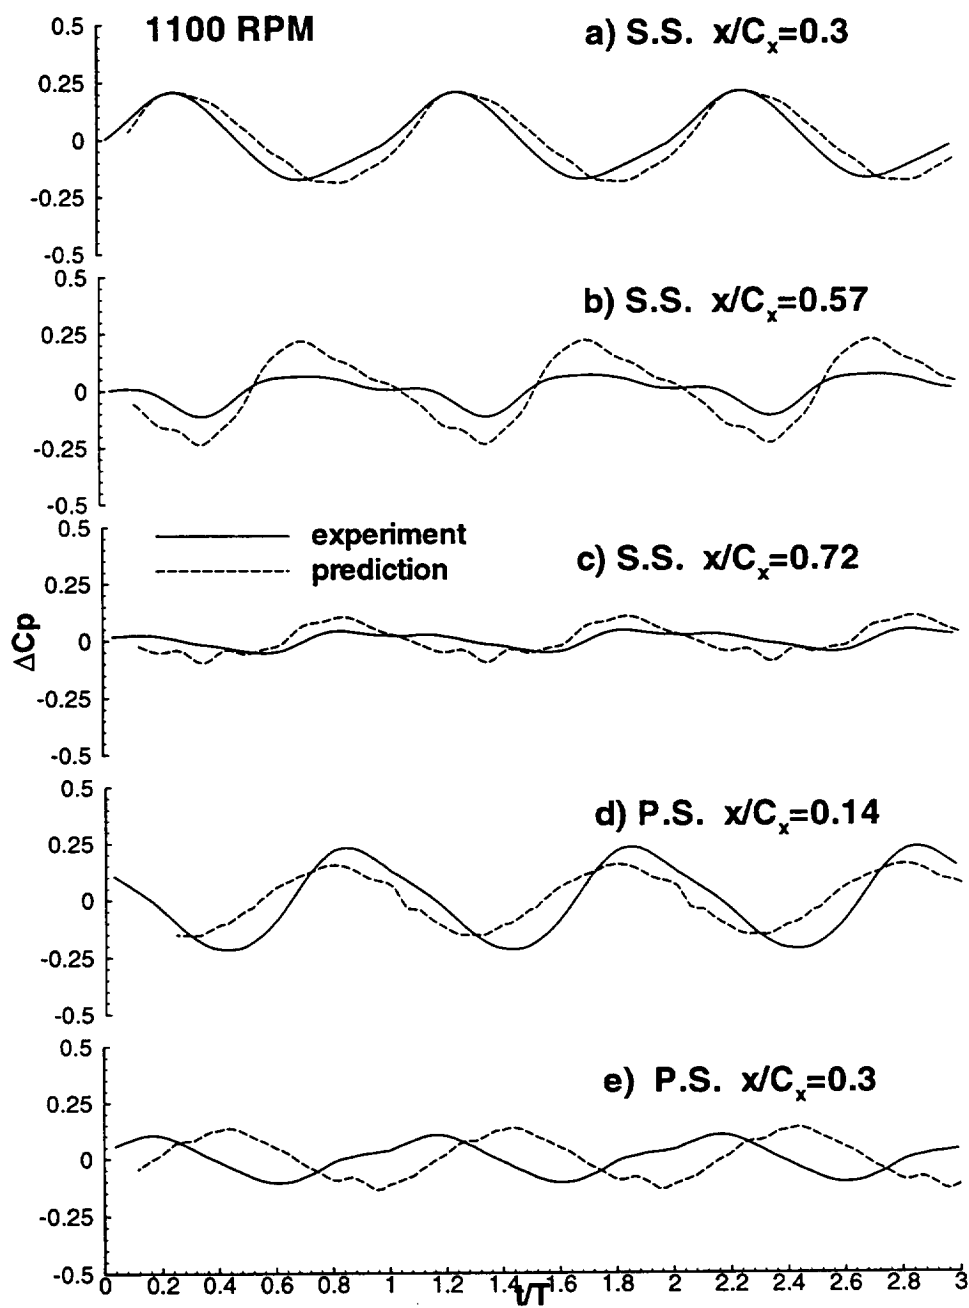 1100 RPM
a) S.S. x/Cx=0.3
0.5
0.25
0
-0.25
-0.5
b) S.S. x/Cx=0.57
0.5
0.25
0
-0.25
-0.5
experiment
prediction
c) S.S. x/Cx=0.72
0.5
0.25
0
-0.25
-0.5
ΔCp
d) P.S. x/Cx=0.14
0.5
0.25
0
-0.25
-0.5
e) P.S. x/Cx=0.3
0.5
0.25
0
-0.25
-0.5
0 0.2 0.4 0.6 0.8 1 1.2 1.4 1.6 1.8 2 2.2 2.4 2.6 2.8 3
t/T